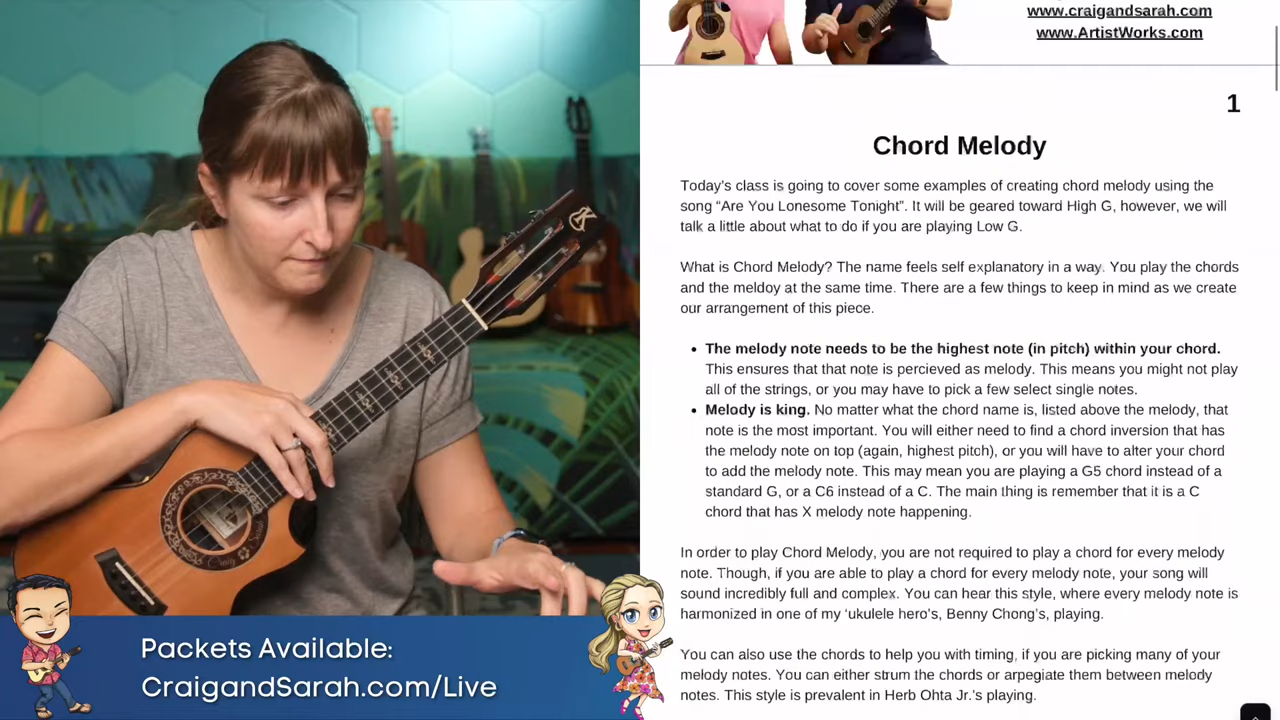 www.craigandsarah.com
www.ArtistWorks.com
1
Chord Melody
Today's class is going to cover some examples of creating chord melody using the
song “Are You Lonesome Tonight”. It will be geared toward High G, however, we will
talk a little about what to do if you are playing Low G.
What is Chord Melody? The name feels self explanatory in a way. You play the chords
and the meldoy at the same time. There are a few things to keep in mind as we create
our arrangement of this piece.
• The melody note needs to be the highest note (in pitch) within your chord.
This ensures that that note is percieved as melody. This means you might not play
all of the strings, or you may have to pick a few select single notes.
• Melody is king. No matter what the chord name is, listed above the melody, that
note is the most important. You will either need to find a chord inversion that has
the melody note on top (again, highest pitch), or you will have to alter your chord
to add the melody note. This may mean you are playing a G5 chord instead of a
standard G, or a C6 instead of a C. The main thing is remember that it is a C
chord that has X melody note happening.
In order to play Chord Melody, you are not required to play a chord for every melody
note. Though, if you are able to play a chord for every melody note, your song will
sound incredibly full and complex. You can hear this style, where every melody note is
harmonized in one of my ‘ukulele hero's, Benny Chong's, playing.
You can also use the chords to help you with timing, if you are picking many of your
melody notes. You can either strum the chords or arpegiate them between melody
notes. This style is prevalent in Herb Ohta Jr.'s playing.
Packets Available:
CraigandSarah.com/Live